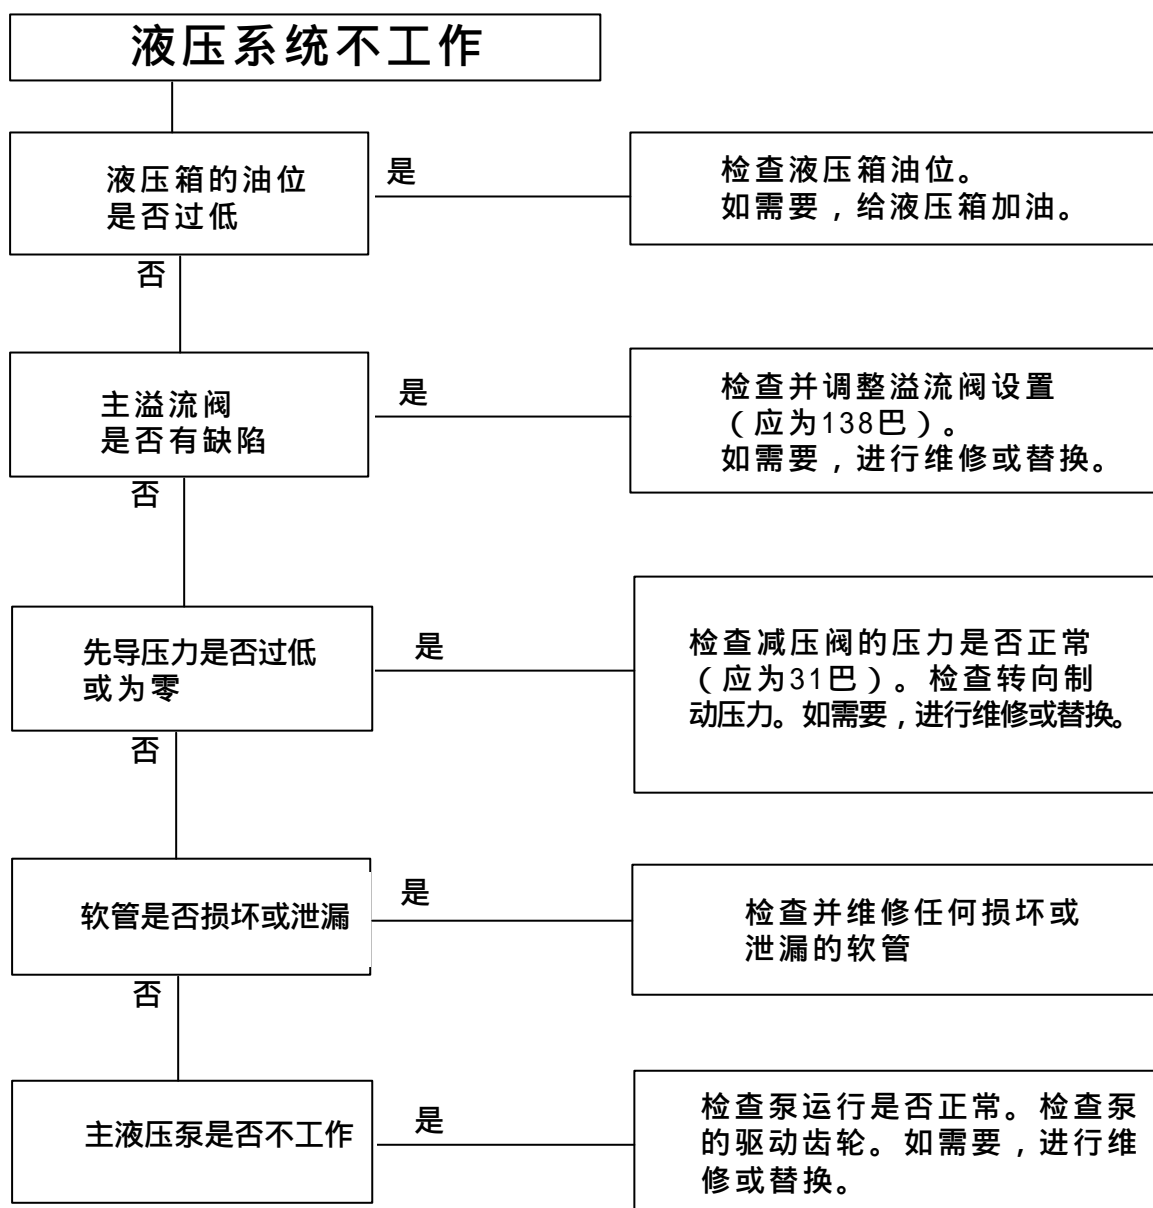 液压系统不工作
液压箱的油位
是否过低
是
检查液压箱油位。
如需要，给液压箱加油。
否
主溢流阀
是否有缺陷
是
检查并调整溢流阀设置
（应为138巴）。
如需要，进行维修或替换。
否
先导压力是否过低
或为零
是
检查减压阀的压力是否正常
（应为31巴）。检查转向制
动压力。如需要，进行维修或替换。
否
软管是否损坏或泄漏
是
检查并维修任何损坏或
泄漏的软管
否
主液压泵是否不工作
是
检查泵运行是否正常。检查泵
的驱动齿轮。如需要，进行维
修或替换。